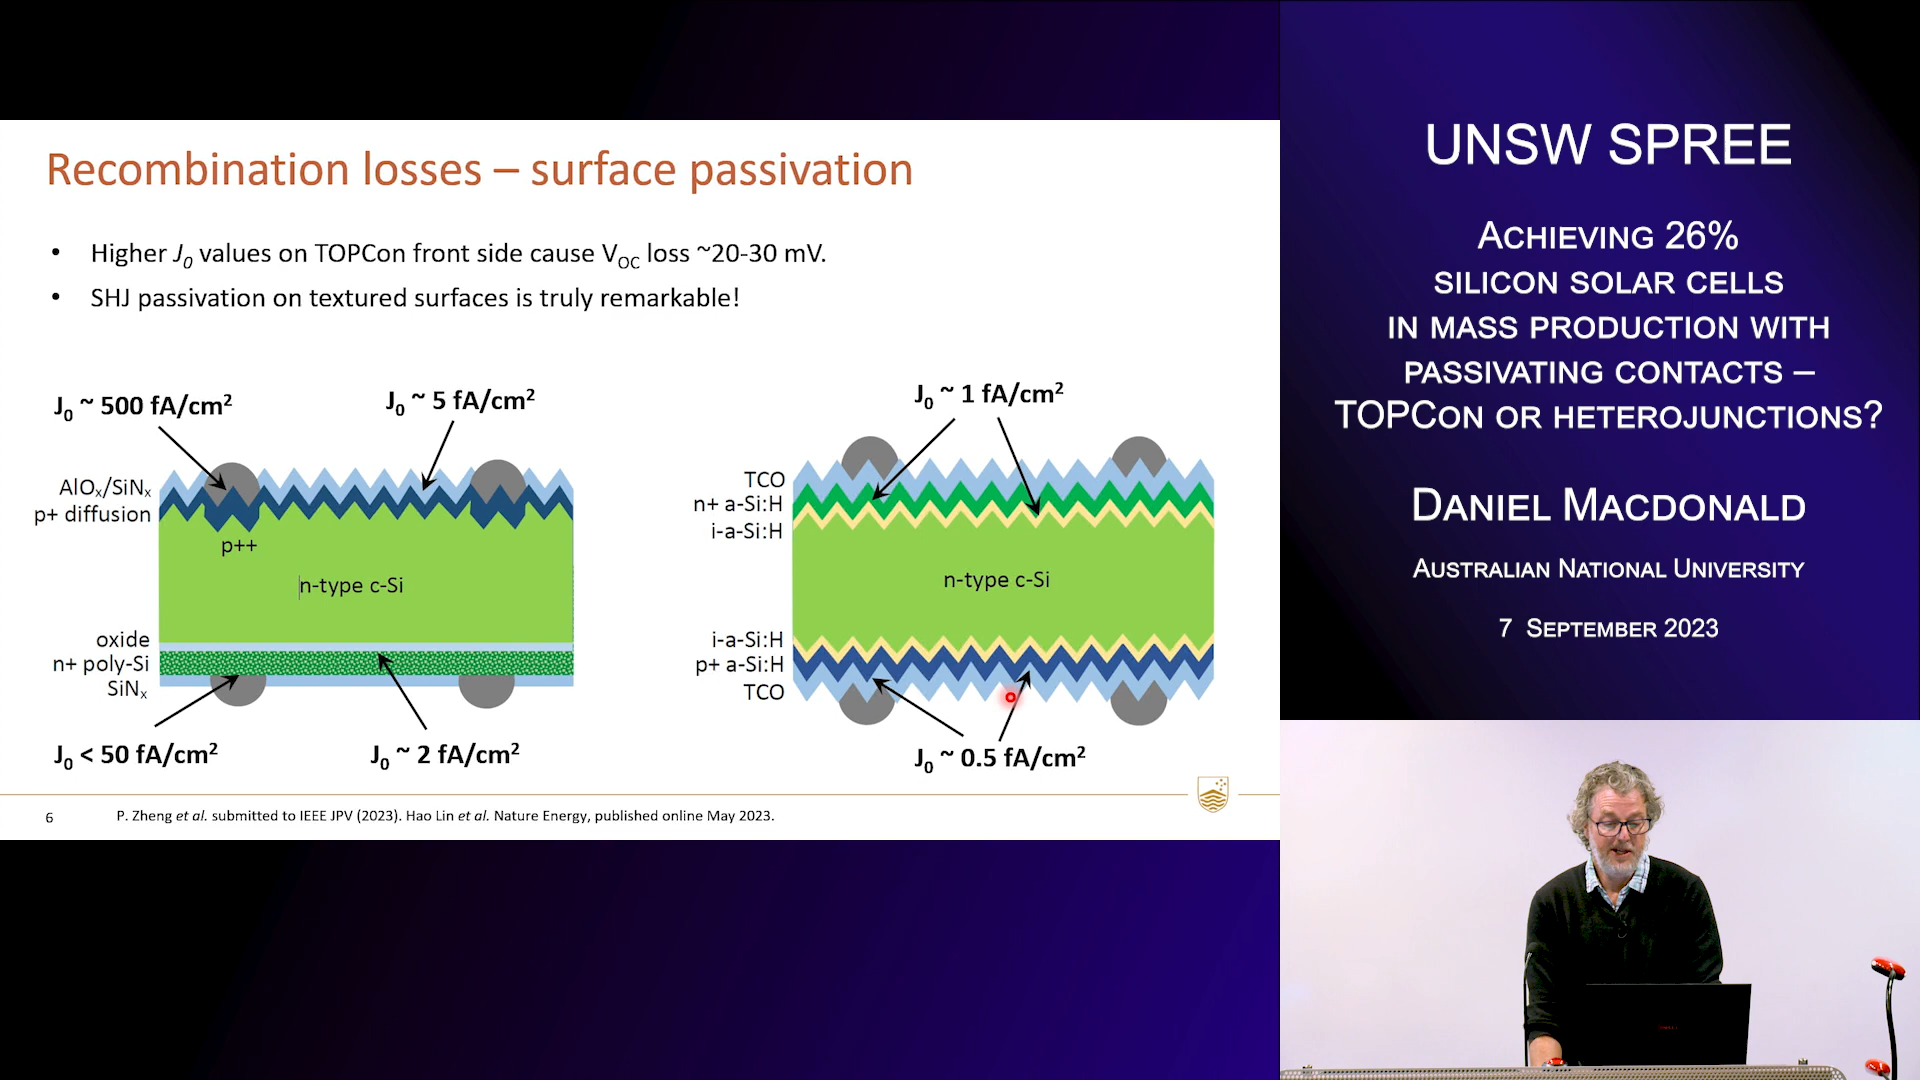 Recombination losses – surface passivation
• Higher J0 values on TOPCon front side cause VOC loss ~20-30 mV.
• SHJ passivation on textured surfaces is truly remarkable!
J0 ~ 500 fA/cm2
J0 ~ 5 fA/cm2
AlOx/SiNx
p+ diffusion
p++
n-type c-Si
oxide
n+ poly-Si
SiNx
J0 < 50 fA/cm2
J0 ~ 2 fA/cm2
J0 ~ 1 fA/cm2
TCO
n+ a-Si:H
i-a-Si:H
n-type c-Si
i-a-Si:H
p+ a-Si:H
TCO
J0 ~ 0.5 fA/cm2
6
P. Zheng et al. submitted to IEEE JPV (2023). Hao Lin et al. Nature Energy, published online May 2023.
UNSW SPREE
Achieving 26%
silicon solar cells
in mass production with
passivating contacts –
TOPCon or heterojunctions?
Daniel Macdonald
Australian National University
7 September 2023